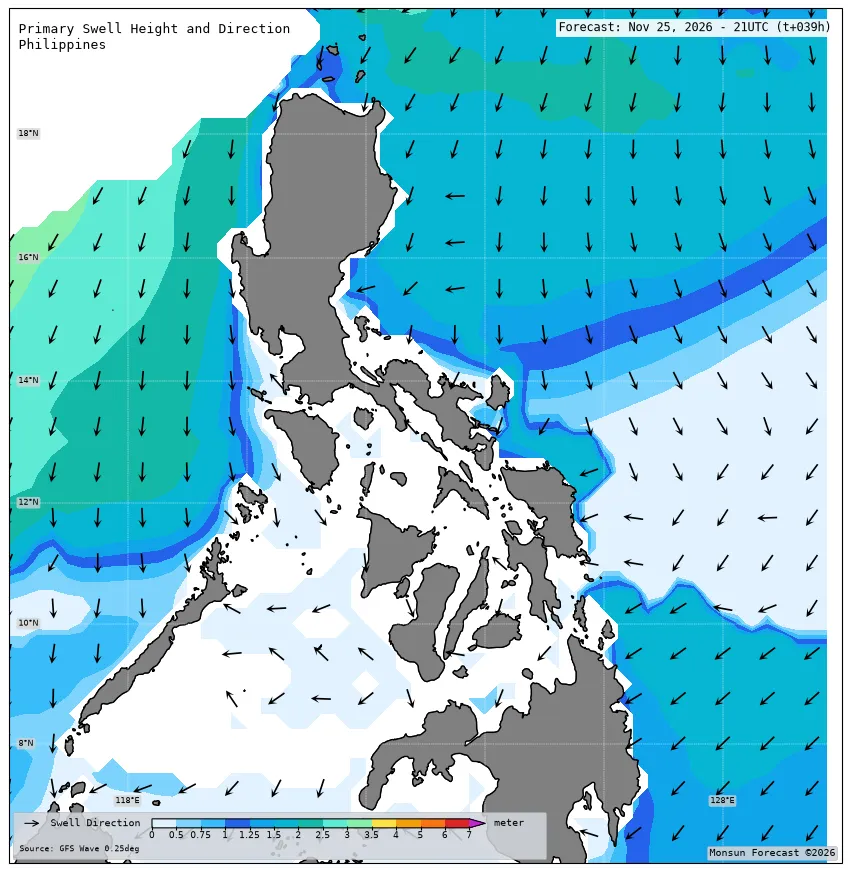 Primary Swell Height and Direction
Philippines
Forecast: Nov 25, 2026 - 21UTC (t+039h)
18°N
16°N
14°N
12°N
10°N
8°N
118°E
128°E
Swell Direction
meter
0 0.5 0.75 1 1.25 1.5 2 2.5 3 3.5 4 5 6 7
Source: GFS Wave 0.25deg
Monsun Forecast ©2026